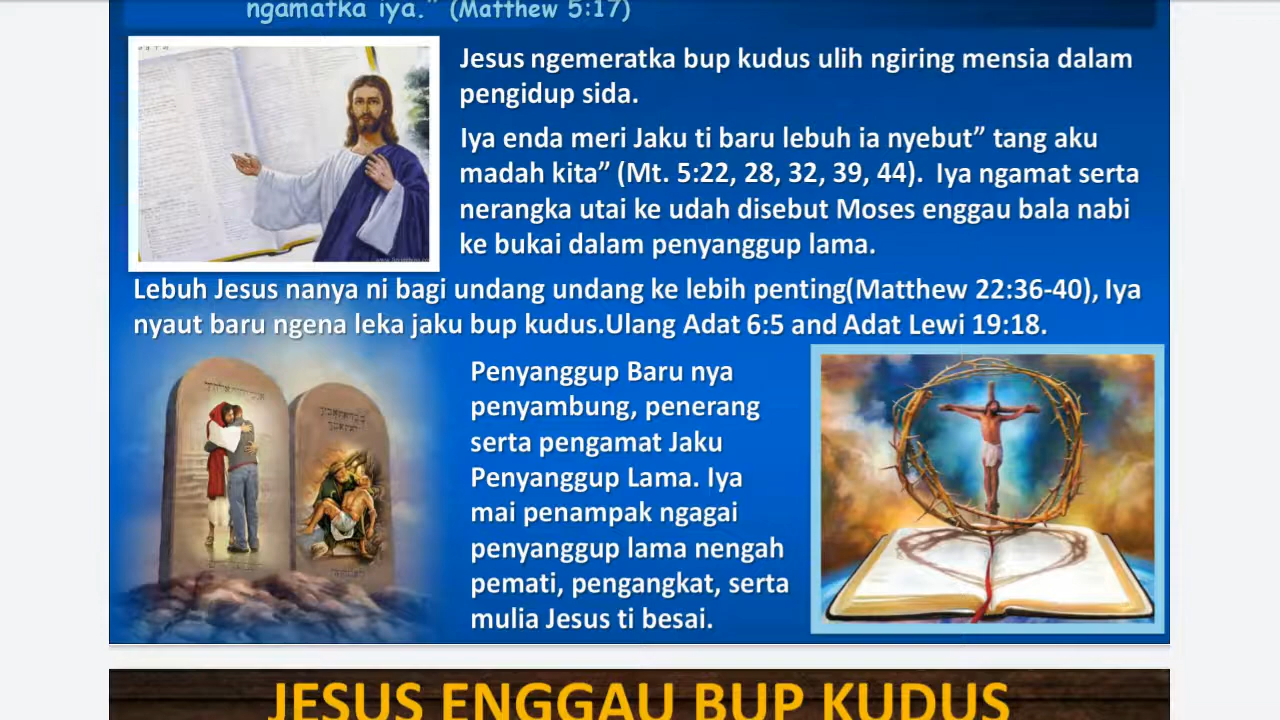 ngamatka iya.” (Matthew 5:17)
Jesus ngemeratka bup kudus ulih ngiring mensia dalam
pengidup sida.
Iya enda meri Jaku ti baru lebuh ia nyebut” tang aku
madah kita” (Mt. 5:22, 28, 32, 39, 44). Iya ngamat serta
nerangka utai ke udah disebut Moses enggau bala nabi
ke bukai dalam penyanggup lama.
Lebuh Jesus nanya ni bagi undang undang ke lebih penting(Matthew 22:36-40), Iya
nyaut baru ngena leka jaku bup kudus.Ulang Adat 6:5 and Adat Lewi 19:18.
Penyanggup Baru nya
penyambung, penerang
serta pengamat Jaku
Penyanggup Lama. Iya
mai penampak ngagai
penyanggup lama nengah
pemati, pengangkat, serta
mulia Jesus ti besai.
JESUS ENGGAU BUP KUDUS